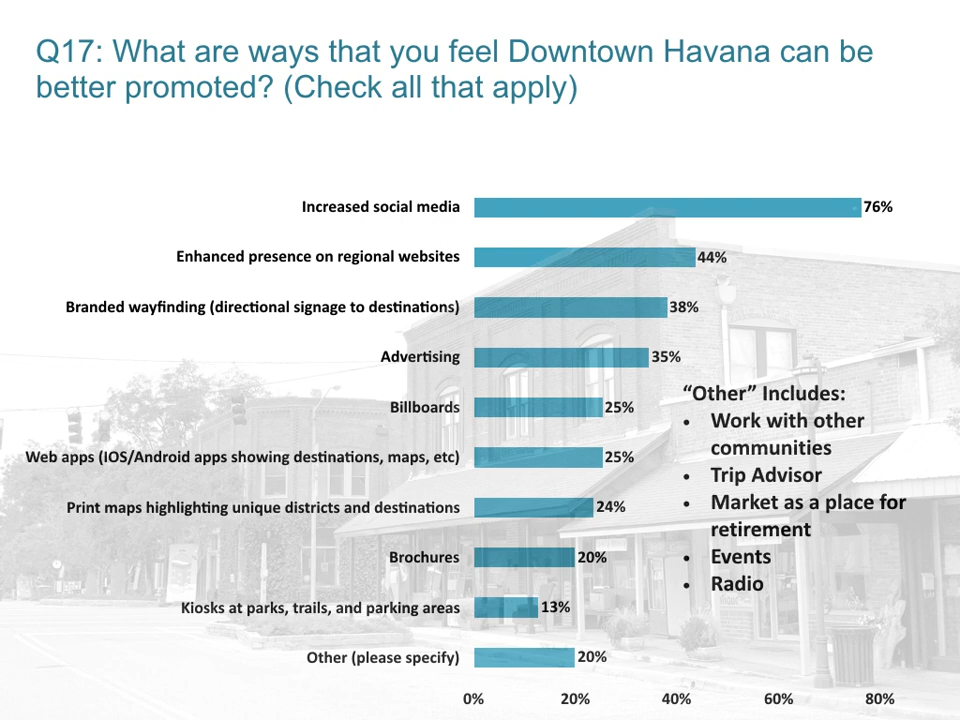 Q17: What are ways that you feel Downtown Havana can be
better promoted? (Check all that apply)
Increased social media 76%
Enhanced presence on regional websites 44%
Branded wayfinding (directional signage to destinations) 38%
Advertising 35%
Billboards 25%
Web apps (IOS/Android apps showing destinations, maps, etc) 25%
Print maps highlighting unique districts and destinations 24%
Brochures 20%
Kiosks at parks, trails, and parking areas 13%
Other (please specify) 20%
0% 20% 40% 60% 80%
“Other” Includes:
• Work with other
communities
• Trip Advisor
• Market as a place for
retirement
• Events
• Radio